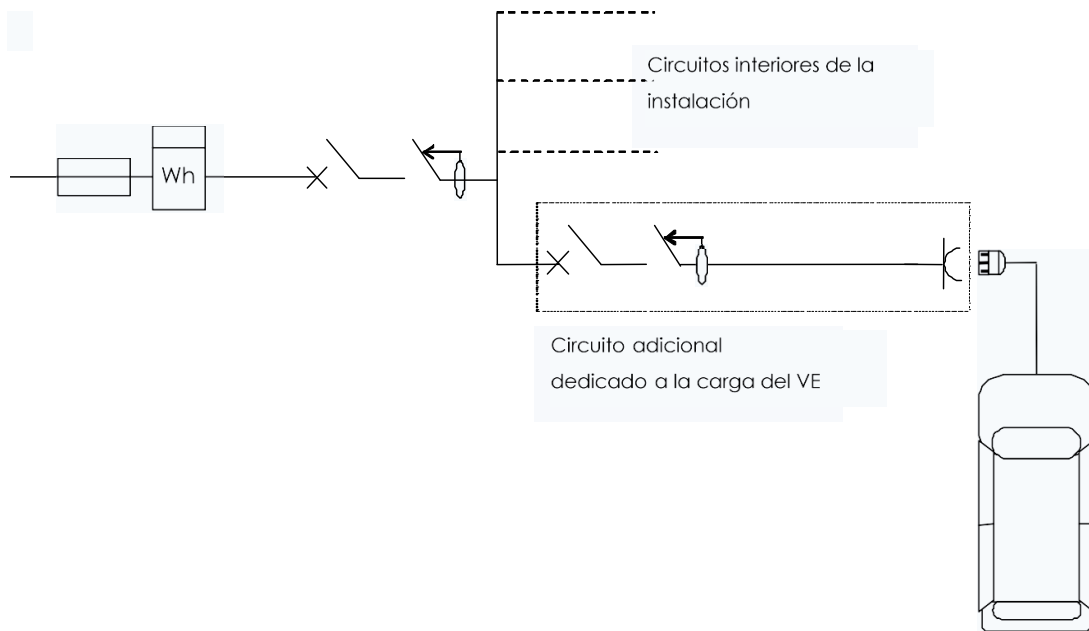 Circuitos interiores de la
instalación
Wh
Circuito adicional
dedicado a la carga del VE